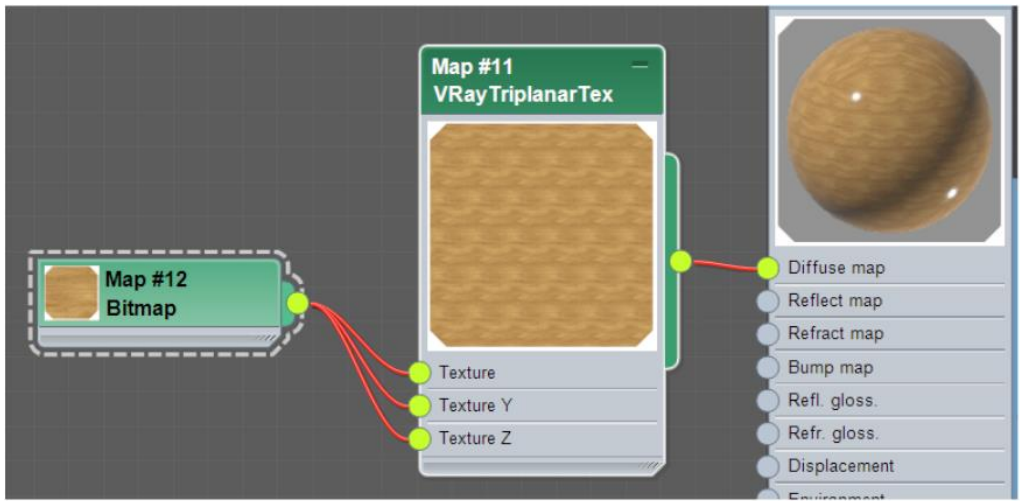 Map #11
VRayTriplanarTex
Map #12
Bitmap
Texture
Texture Y
Texture Z
Diffuse map
Reflect map
Refract map
Bump map
Refl. gloss.
Refr. gloss.
Displacement
Environment